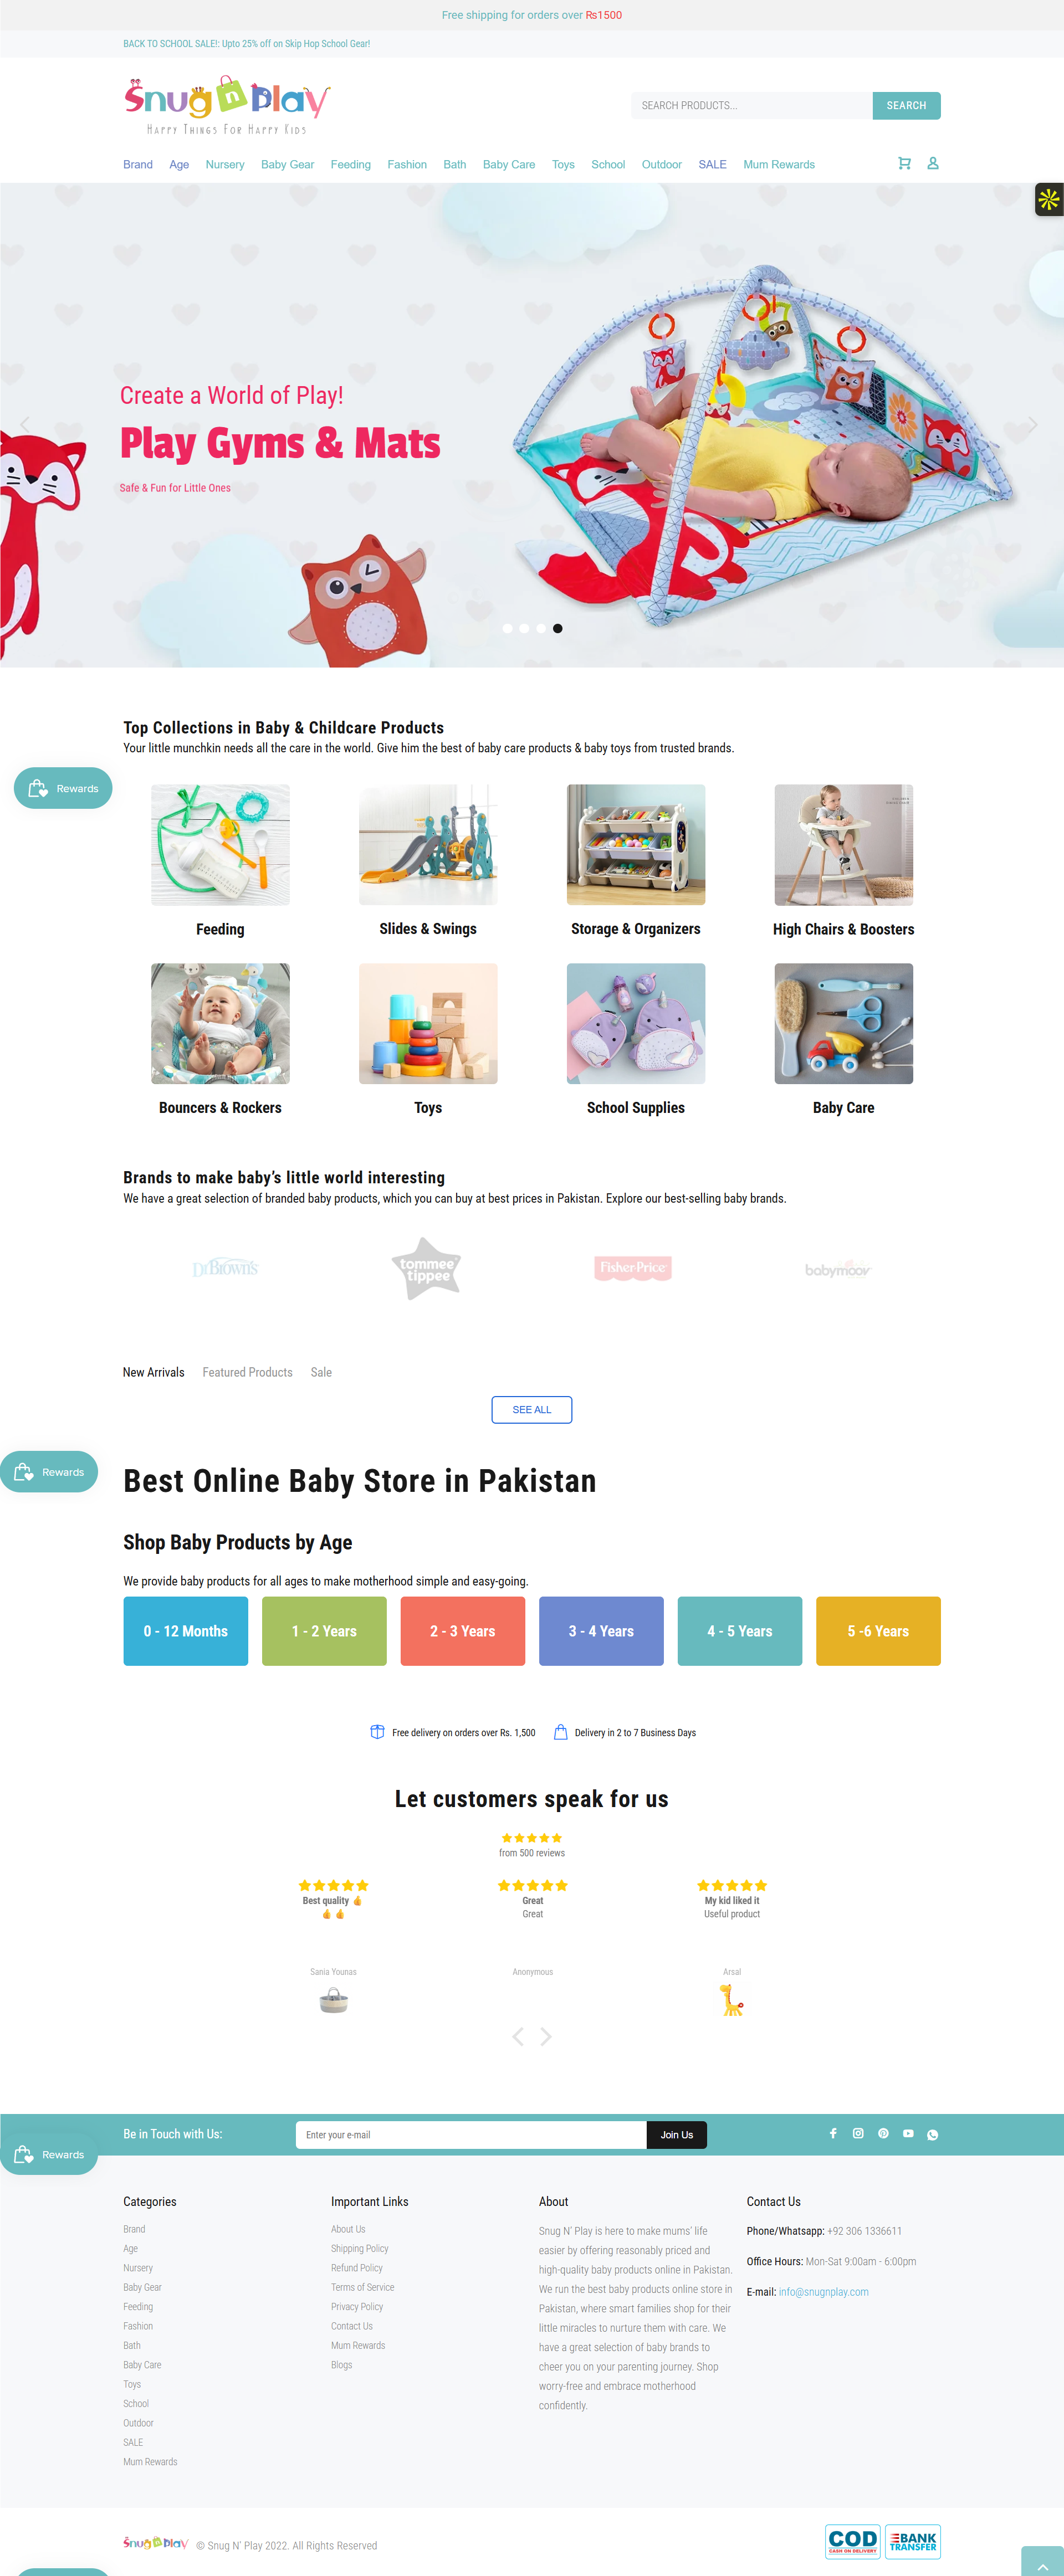 Free shipping for orders over Rs1500
BACK TO SCHOOL SALE!: Upto 25% off on Skip Hop School Gear!
Snug n Play
Happy Things For Happy Kids
SEARCH PRODUCTS...
SEARCH
Brand Age Nursery Baby Gear Feeding Fashion Bath Baby Care Toys School Outdoor SALE Mum Rewards
Create a World of Play!
Play Gyms & Mats
Safe & Fun for Little Ones
Top Collections in Baby & Childcare Products
Your little munchkin needs all the care in the world. Give him the best of baby care products & baby toys from trusted brands.
Rewards
Feeding Slides & Swings Storage & Organizers High Chairs & Boosters
Bouncers & Rockers Toys School Supplies Baby Care
Brands to make baby’s little world interesting
We have a great selection of branded baby products, which you can buy at best prices in Pakistan. Explore our best-selling baby brands.
Dr Brown's
tommee
tippee
Fisher-Price
babymoov
New Arrivals Featured Products Sale
SEE ALL
Rewards
Best Online Baby Store in Pakistan
Shop Baby Products by Age
We provide baby products for all ages to make motherhood simple and easy-going.
0 - 12 Months 1 - 2 Years 2 - 3 Years 3 - 4 Years 4 - 5 Years 5 -6 Years
Free delivery on orders over Rs. 1,500 Delivery in 2 to 7 Business Days
Let customers speak for us
from 500 reviews
Best quality 👍
👍 👍
Sania Younas
Great
Great
Anonymous
My kid liked it
Useful product
Arsal
Be in Touch with Us:
Enter your e-mail
Join Us
Rewards
Categories
Brand
Age
Nursery
Baby Gear
Feeding
Fashion
Bath
Baby Care
Toys
School
Outdoor
SALE
Mum Rewards
Important Links
About Us
Shipping Policy
Refund Policy
Terms of Service
Privacy Policy
Contact Us
Mum Rewards
Blogs
About
Snug N’ Play is here to make mums’ life
easier by offering reasonably priced and
high-quality baby products online in Pakistan.
We run the best baby products online store in
Pakistan, where smart families shop for their
little miracles to nurture them with care. We
have a great selection of baby brands to
cheer you on your parenting journey. Shop
worry-free and embrace motherhood
confidently.
Contact Us
Phone/Whatsapp: +92 306 1336611
Office Hours: Mon-Sat 9:00am - 6:00pm
E-mail: info@snugnplay.com
Snug n Play
© Snug N’ Play 2022. All Rights Reserved
COD
CASH ON DELIVERY
BANK
TRANSFER